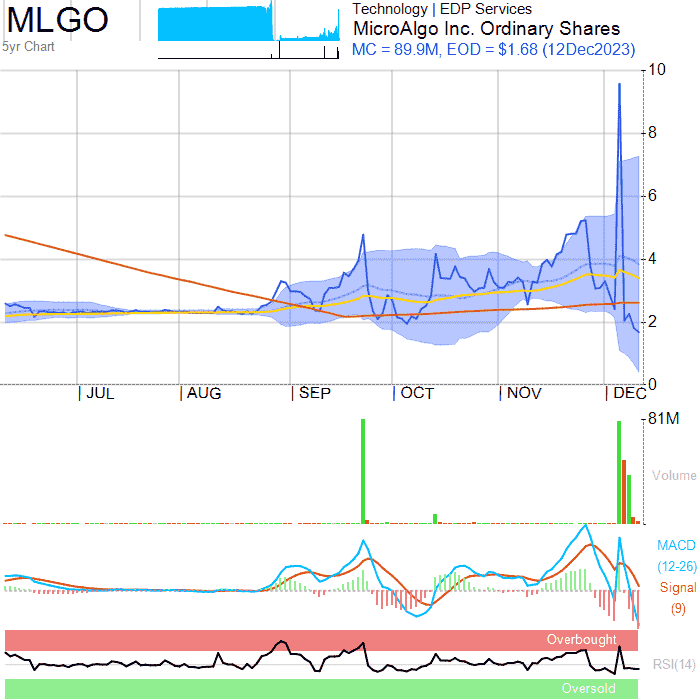 MLGO
5yr Chart
Technology | EDP Services
MicroAlgo Inc. Ordinary Shares
MC = 89.9M, EOD = $1.68 (12Dec2023)
10
8
6
4
2
0
| JUL | AUG | SEP | OCT | NOV | DEC
81M
Volume
MACD
(12-26)
Signal
(9)
Overbought
RSI(14)
Oversold